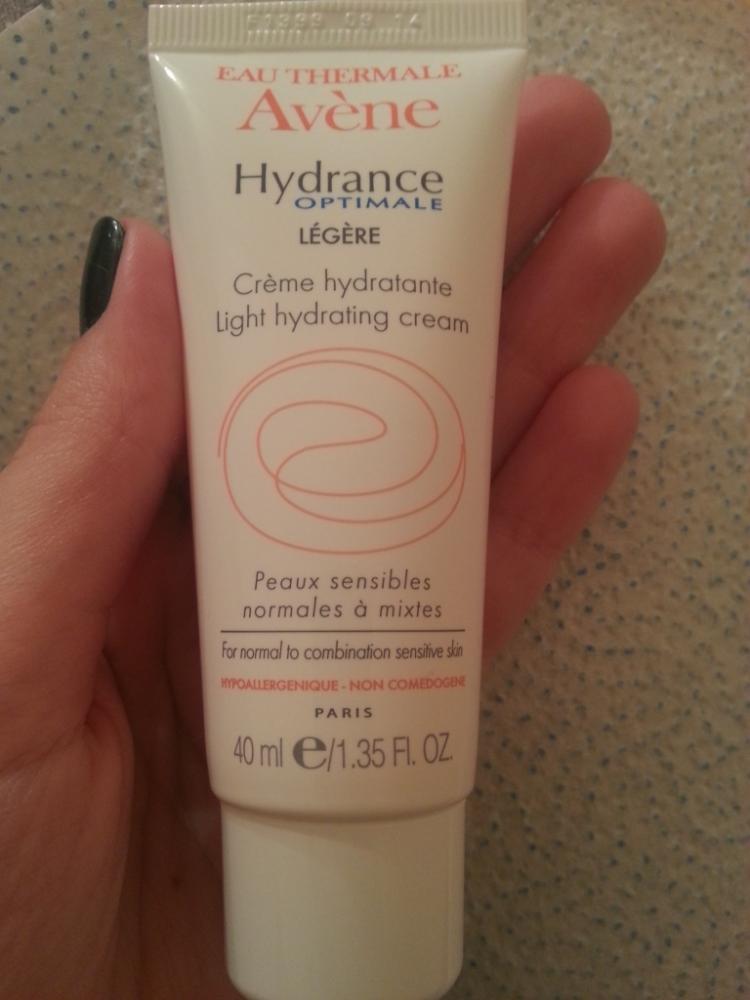 EAU THERMALE
Avène
Hydrance
OPTIMALE
LÉGÈRE
Crème hydratante
Light hydrating cream
Peaux sensibles
normales à mixtes
For normal to combination sensitive skin
HYPOALLERGENIQUE - NON COMEDOGENE
PARIS
40 ml e/1.35 Fl. OZ.